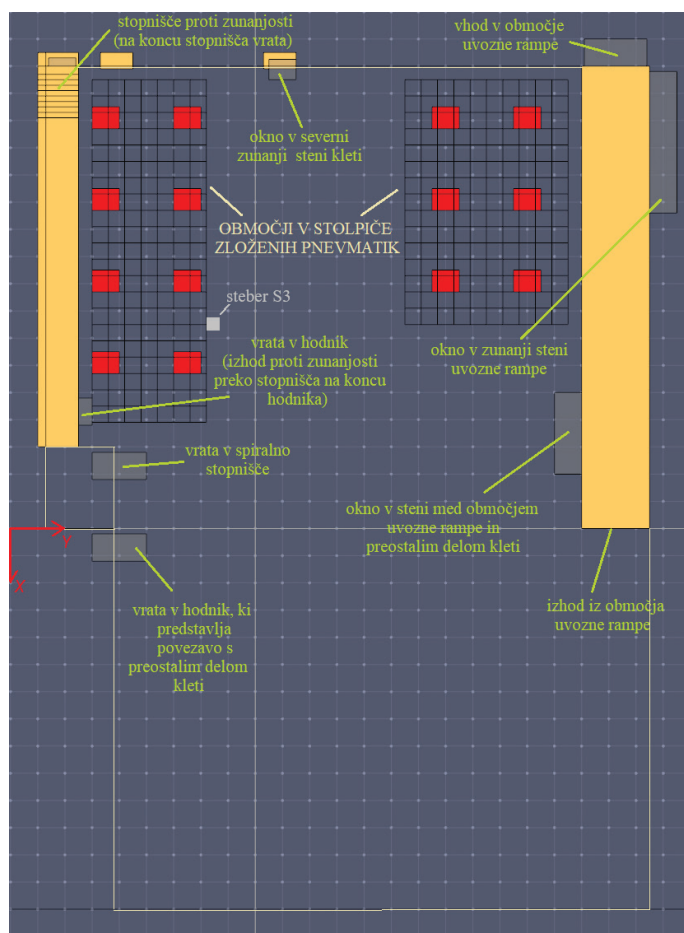 stopnišče proti zunanjosti
(na koncu stopnišča vrata)
vhod v območje
uvozne rampe
okno v severni
zunanji steni kleti
OBMOČJI V STOLPIČE
ZLOŽENIH PNEVMATIK
steber S3
vrata v hodnik
(izhod proti zunanjosti
preko stopnišča na koncu
hodnika)
okno v zunanji steni
uvozne rampe
vrata v spiralno
stopnišče
okno v steni med območjem
uvozne rampe in
preostalim delom kleti
Y
X
vrata v hodnik, ki
predstavlja
povezavo s
preostalim delom
kleti
izhod iz območja
uvozne rampe